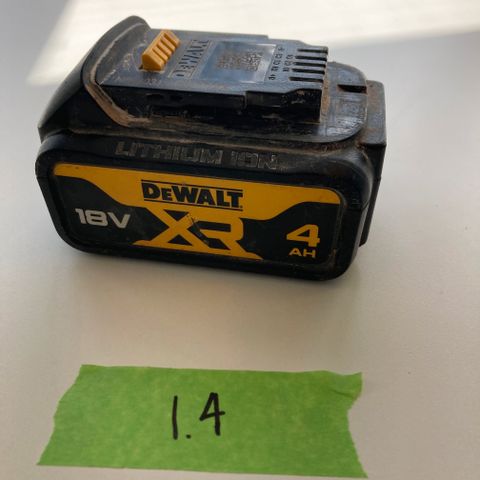 DEWALT
LITHIUM ION
DEWALT
18V
XR
4
AH
1.4